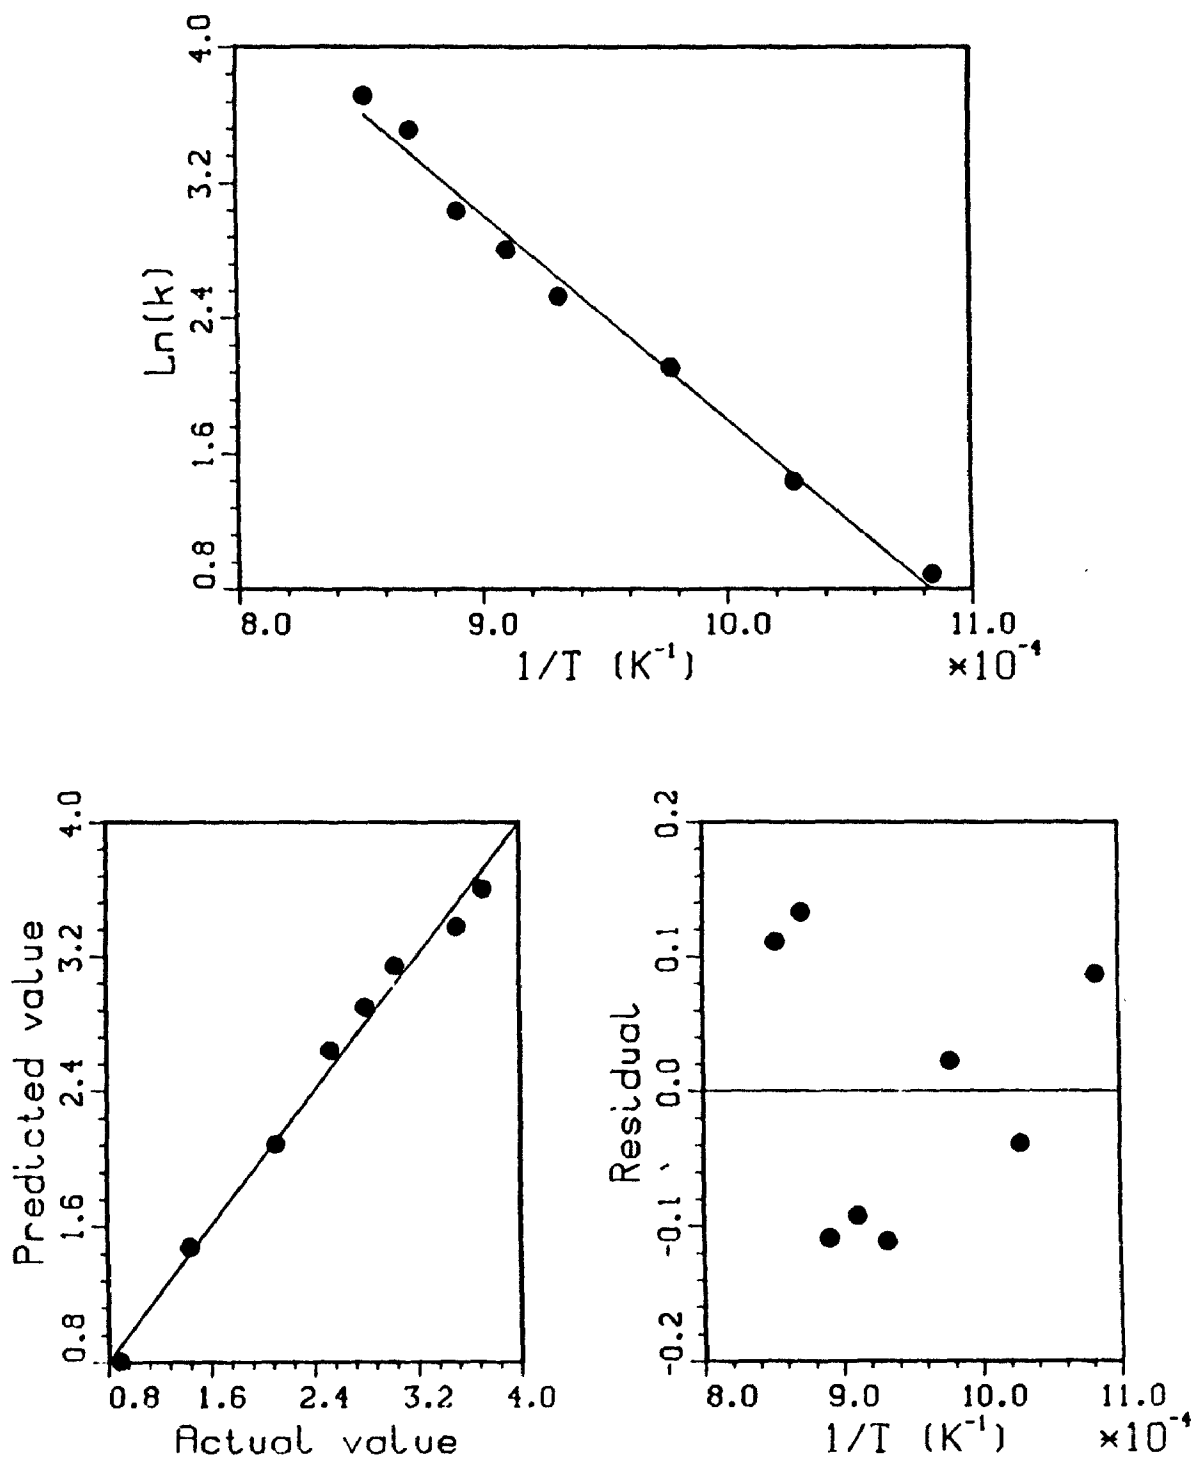 4.0
3.2
2.4
1.6
0.8
Ln(k)
8.0 9.0 10.0 11.0
1/T (K⁻¹) ×10⁻⁴
4.0
3.2
2.4
1.6
0.8
Predicted value
0.8 1.6 2.4 3.2 4.0
Actual value
0.2
0.1
0.0
-0.1
-0.2
Residual
8.0 9.0 10.0 11.0
1/T (K⁻¹) ×10⁻⁴